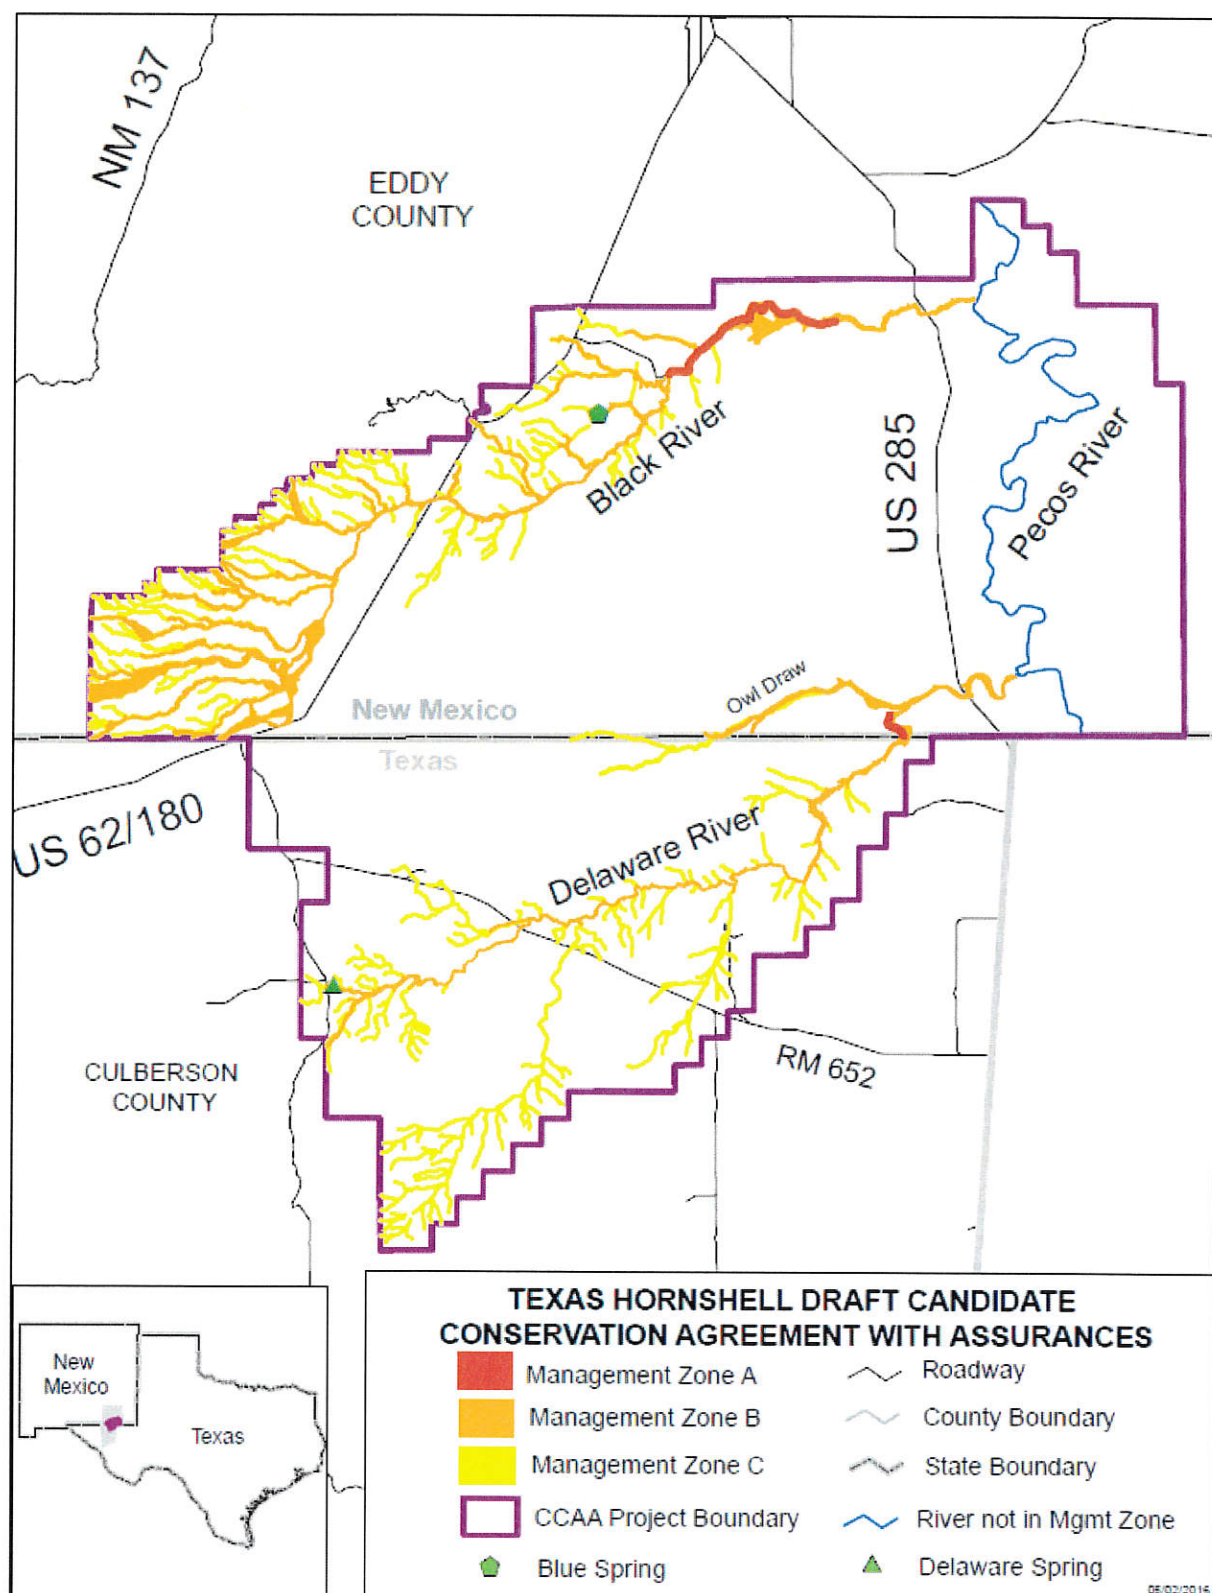 NM 137
EDDY
COUNTY
Black River
US 285
Pecos River
Owl Draw
New Mexico
Texas
US 62/180
Delaware River
RM 652
CULBERSON
COUNTY
New
Mexico
Texas
TEXAS HORNSHELL DRAFT CANDIDATE
CONSERVATION AGREEMENT WITH ASSURANCES
Management Zone A
Roadway
Management Zone B
County Boundary
Management Zone C
State Boundary
CCAA Project Boundary
River not in Mgmt Zone
Blue Spring
Delaware Spring
05/02/2016